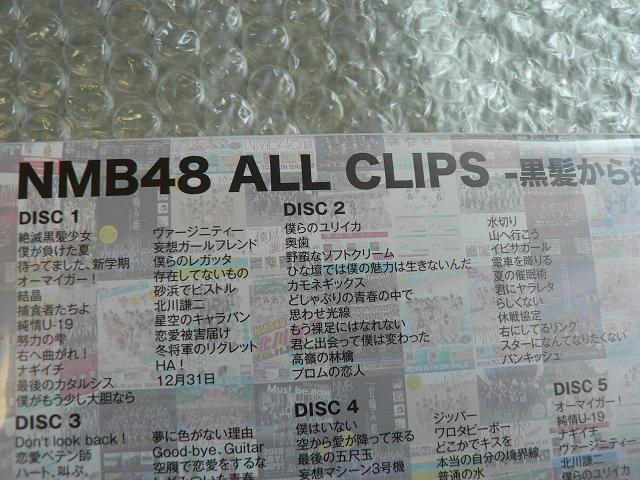 NMB48 ALL CLIPS -黒髪から
DISC 1
絶滅黒髪少女
僕が負けた夏
待ってました、新学期
オーマイガー！
結晶
捕食者たちよ
純情U-19
努力の雫
右へ曲がれ！
ナギイチ
最後のカタルシス
僕がもう少し大胆なら
ヴァージニティー
妄想ガールフレンド
僕らのレガッタ
存在してないもの
砂浜でピストル
北川謙二
星空のキャラバン
恋愛被害届け
冬将軍のリグレット
HA！
12月31日
DISC 2
僕らのユリイカ
奥歯
野蛮なソフトクリーム
ひな壇では僕の魅力は生きないんだ
カモネギックス
どしゃぶりの青春の中で
思わせ光線
もう裸足にはなれない
君と出会って僕は変わった
高嶺の林檎
プロムの恋人
水切り
山へ行こう
イビサガール
電車を降りる
夏の催眠術
君にヤラレタ
らしくない
休戦協定
右にしてるリング
スターになんてなりたくない
パンキッシュ
DISC 3
Don't look back！
恋愛ペテン師
ハート、叫ぶ。
夢に色がない理由
Good-bye, Guitar
空腹で恋愛をするな
DISC 4
僕はいない
空から愛が降って来る
最後の五尺玉
妄想マシーン3号機
ジッパー
ワロタピーポー
どこかでキスを
本当の自分の境界線
普通の水
DISC 5
オーマイガー！
純情U-19
ナギイチ
ヴァージニティー
北川謙二
僕らのユリイカ